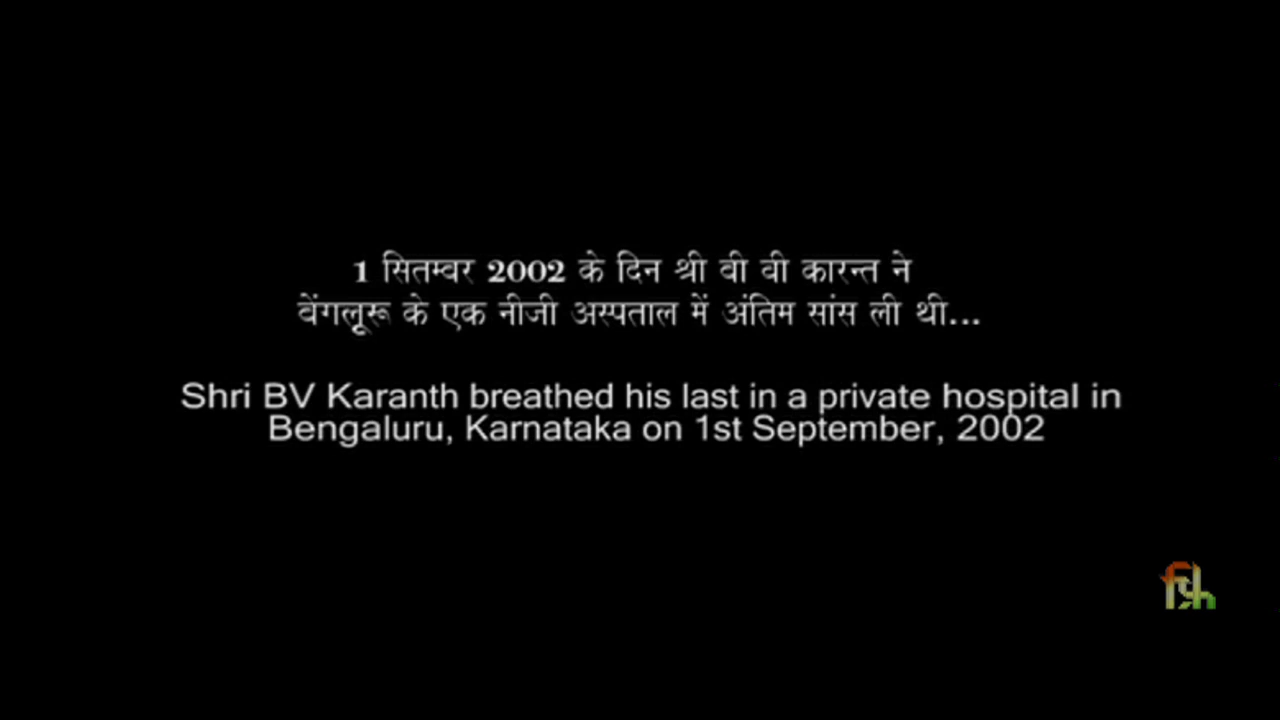 1 सितम्बर 2002 के दिन श्री बी वी कारन्त ने
बेंगलूरू के एक नीजी अस्पताल में अंतिम सांस ली थी...
Shri BV Karanth breathed his last in a private hospital in
Bengaluru, Karnataka on 1st September, 2002